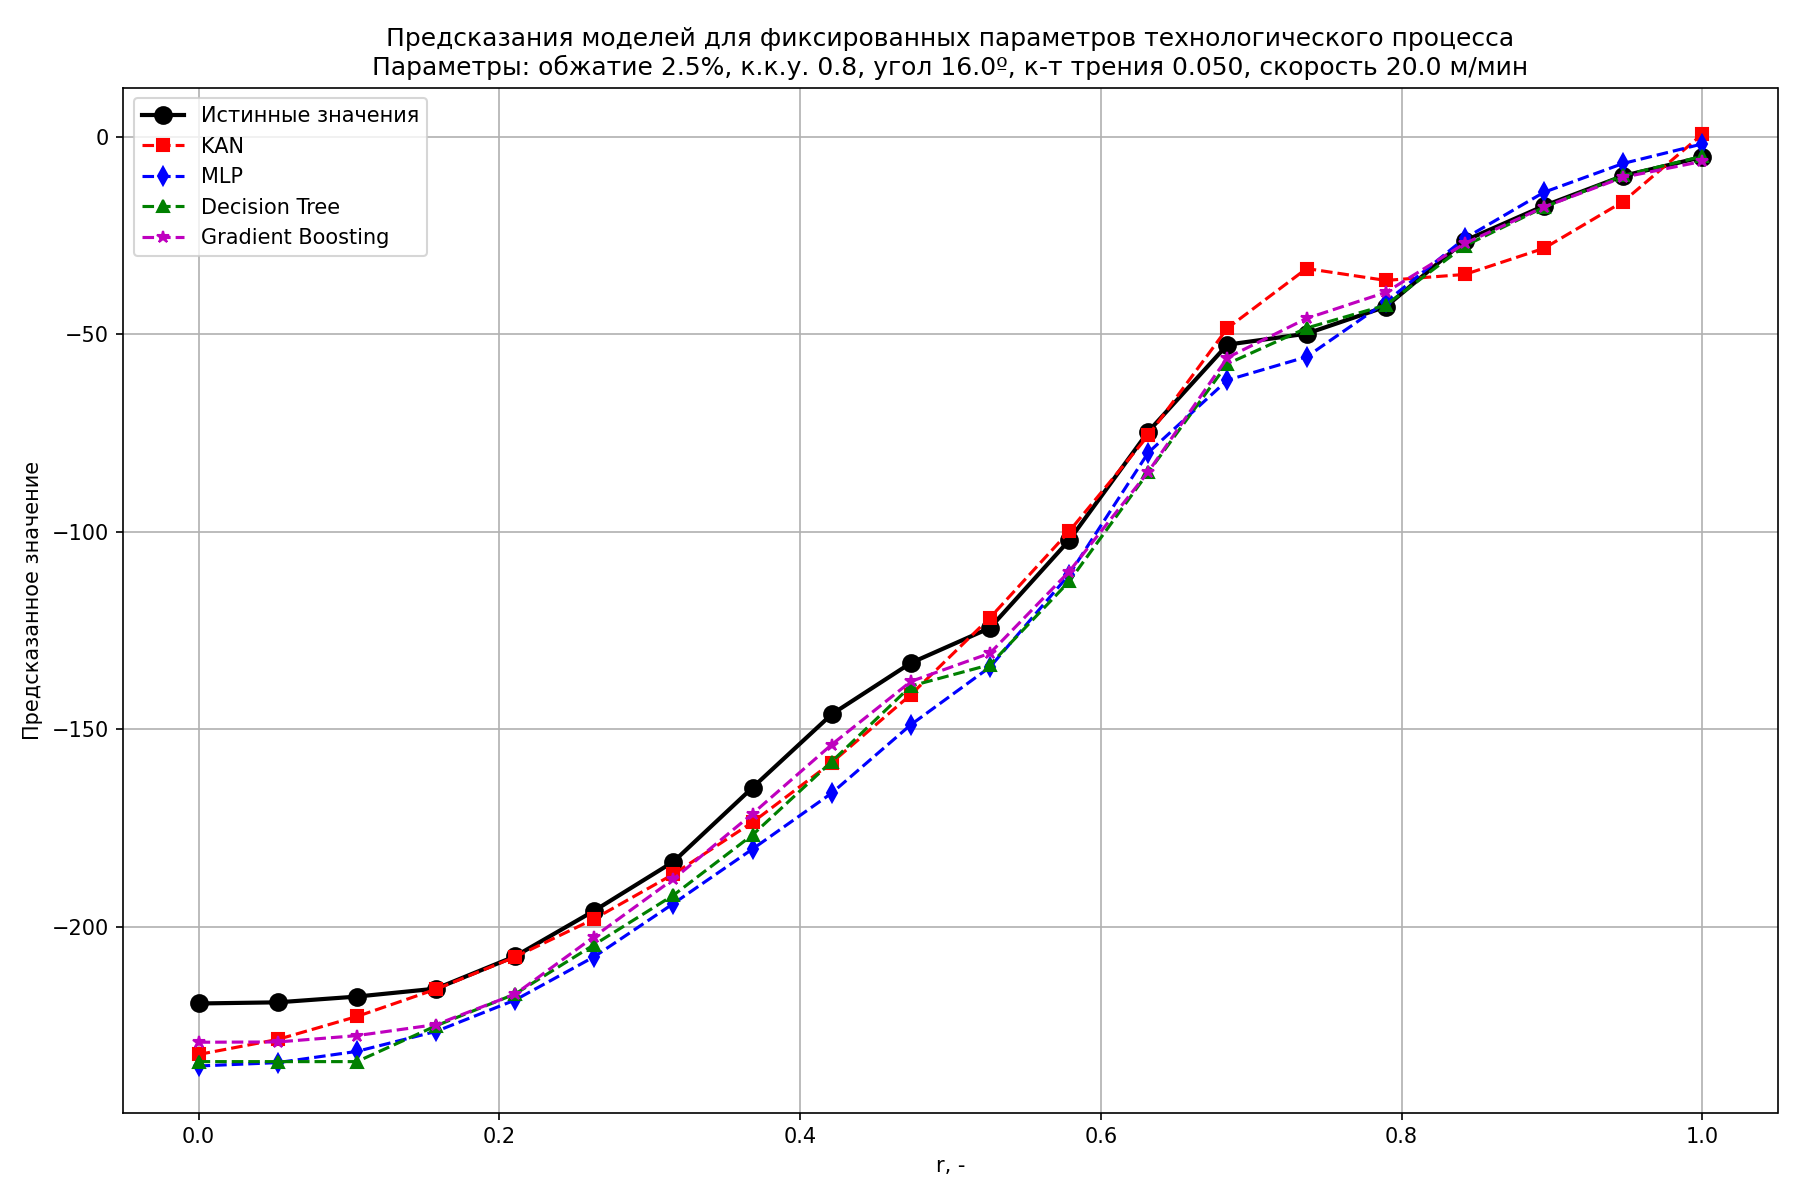 Предсказания моделей для фиксированных параметров технологического процесса
Параметры: обжатие 2.5%, к.к.у. 0.8, угол 16.0º, к-т трения 0.050, скорость 20.0 м/мин
Истинные значения
KAN
MLP
Decision Tree
Gradient Boosting
Предсказанное значение
0
−50
−100
−150
−200
0.0 0.2 0.4 0.6 0.8 1.0
r, -